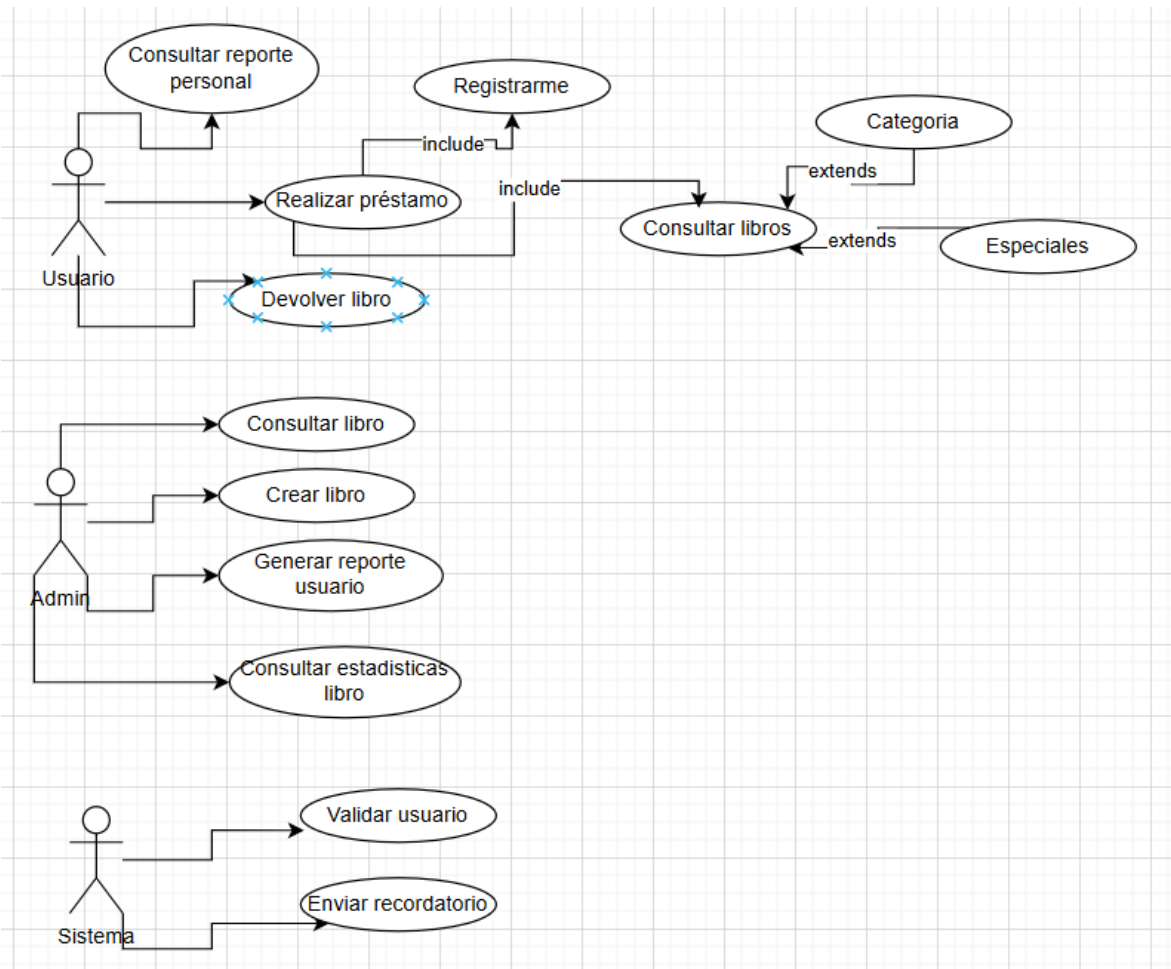 Consultar reporte
personal
Registrarme
Categoria
include
extends
include
Realizar préstamo
Consultar libros
extends
Especiales
Usuario
Devolver libro
Consultar libro
Crear libro
Generar reporte
usuario
Admin
Consultar estadisticas
libro
Validar usuario
Enviar recordatorio
Sistema